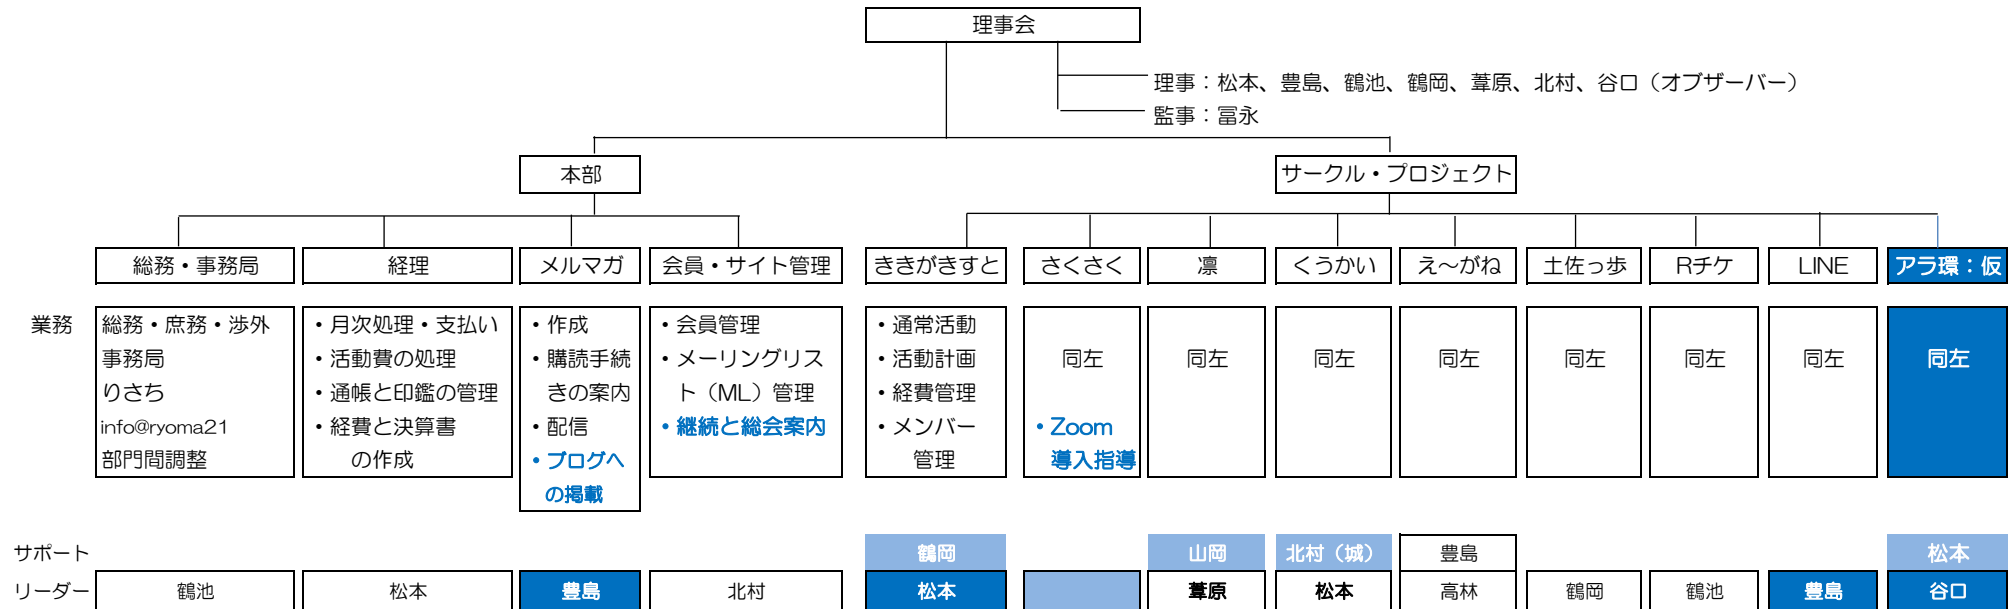 理事会
理事：松本、豊島、鶴池、鶴岡、葦原、北村、谷口（オブザーバー）
監事：冨永
本部
サークル・プロジェクト
総務・事務局
経理
メルマガ
会員・サイト管理
ききがきすと
さくさく
凛
くうかい
え～がね
土佐っ歩
Rチケ
LINE
アラ環：仮
業務
総務・庶務・渉外
事務局
りさち
info@ryoma21
部門間調整
・月次処理・支払い
・活動費の処理
・通帳と印鑑の管理
・経費と決算書
の作成
・作成
・購読手続
きの案内
・配信
・ブログへ
の掲載
・会員管理
・メーリングリス
ト（ML）管理
・継続と総会案内
・通常活動
・活動計画
・経費管理
・メンバー
管理
同左
・Zoom
導入指導
同左
同左
同左
同左
同左
同左
同左
サポート
鶴岡
山岡
北村（城）
豊島
松本
リーダー
鶴池
松本
豊島
北村
松本
葦原
松本
高林
鶴岡
鶴池
豊島
谷口